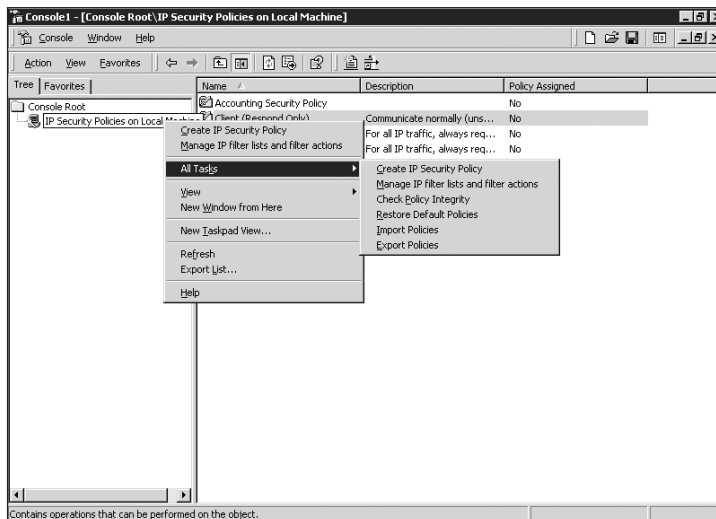 Console1 - [Console Root\IP Security Policies on Local Machine]
Console Window Help
Action View Favorites
Tree Favorites
Name Description Policy Assigned
Console Root
IP Security Policies on Local Machine
Accounting Security Policy No
Client (Respond Only) Communicate normally (uns... No
For all IP traffic, always req... No
For all IP traffic, always req... No
Create IP Security Policy
Manage IP filter lists and filter actions
All Tasks
View
New Window from Here
New Taskpad View...
Refresh
Export List...
Help
Create IP Security Policy
Manage IP filter lists and filter actions
Check Policy Integrity
Restore Default Policies
Import Policies
Export Policies
Contains operations that can be performed on the object.